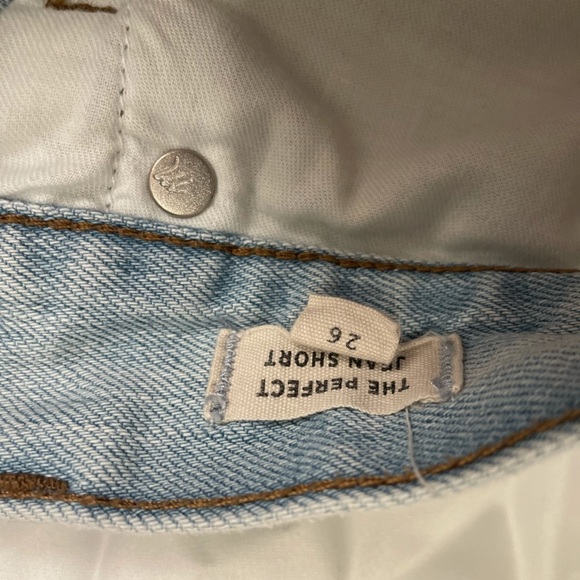 THE PERFECT
JEAN SHORT
26